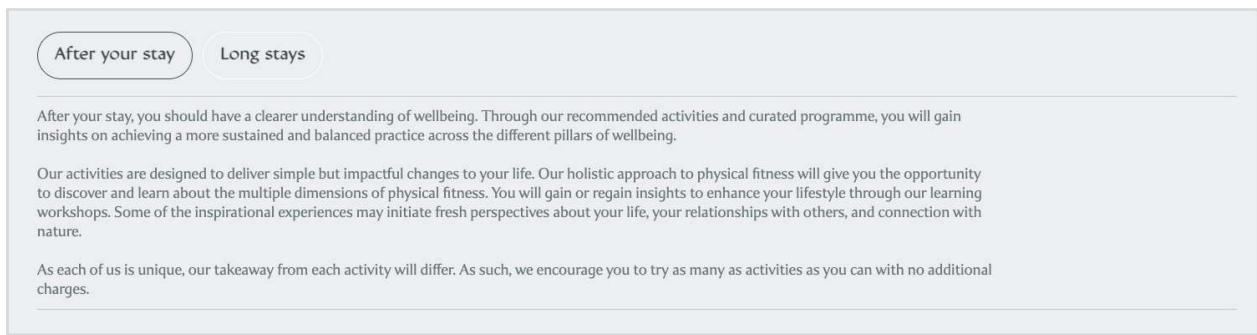 After your stay
Long stays
After your stay, you should have a clearer understanding of wellbeing. Through our recommended activities and curated programme, you will gain
insights on achieving a more sustained and balanced practice across the different pillars of wellbeing.
Our activities are designed to deliver simple but impactful changes to your life. Our holistic approach to physical fitness will give you the opportunity
to discover and learn about the multiple dimensions of physical fitness. You will gain or regain insights to enhance your lifestyle through our learning
workshops. Some of the inspirational experiences may initiate fresh perspectives about your life, your relationships with others, and connection with
nature.
As each of us is unique, our takeaway from each activity will differ. As such, we encourage you to try as many as activities as you can with no additional
charges.